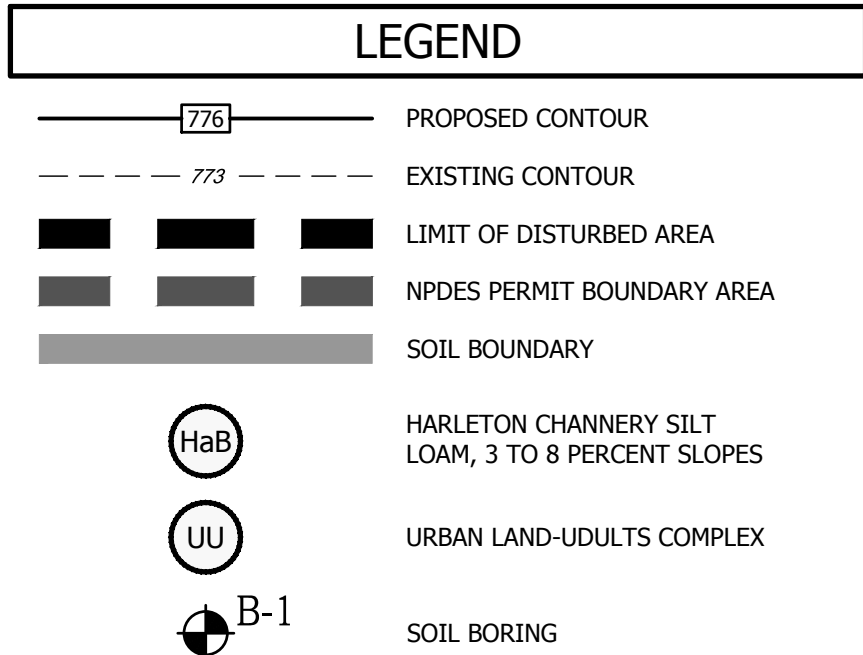 LEGEND
776 PROPOSED CONTOUR
773 EXISTING CONTOUR
LIMIT OF DISTURBED AREA
NPDES PERMIT BOUNDARY AREA
SOIL BOUNDARY
HaB HARLETON CHANNERY SILT
LOAM, 3 TO 8 PERCENT SLOPES
UU URBAN LAND-UDULTS COMPLEX
B-1 SOIL BORING